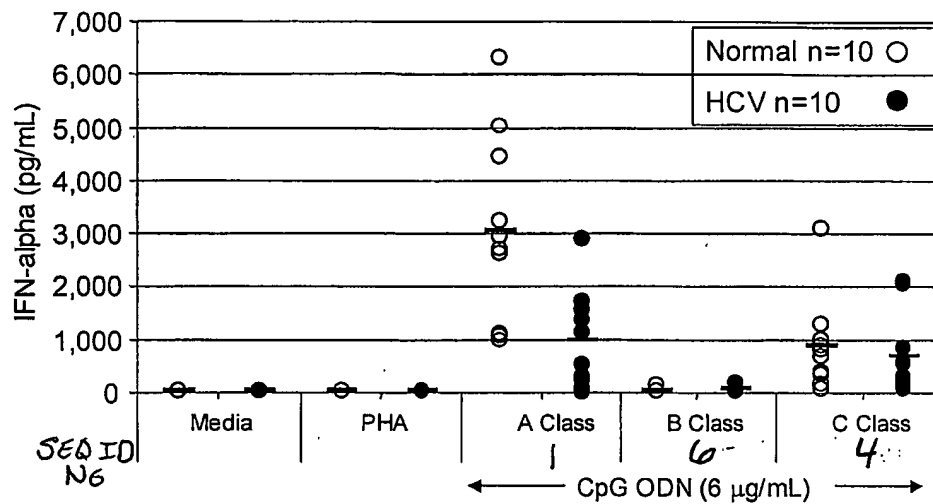 7,000
6,000
5,000
4,000
3,000
2,000
1,000
0
IFN-alpha (pg/mL)
Normal n=10
HCV n=10
Media PHA A Class B Class C Class
SEQ ID 1 6 4
NO
CpG ODN (6 µg/mL)